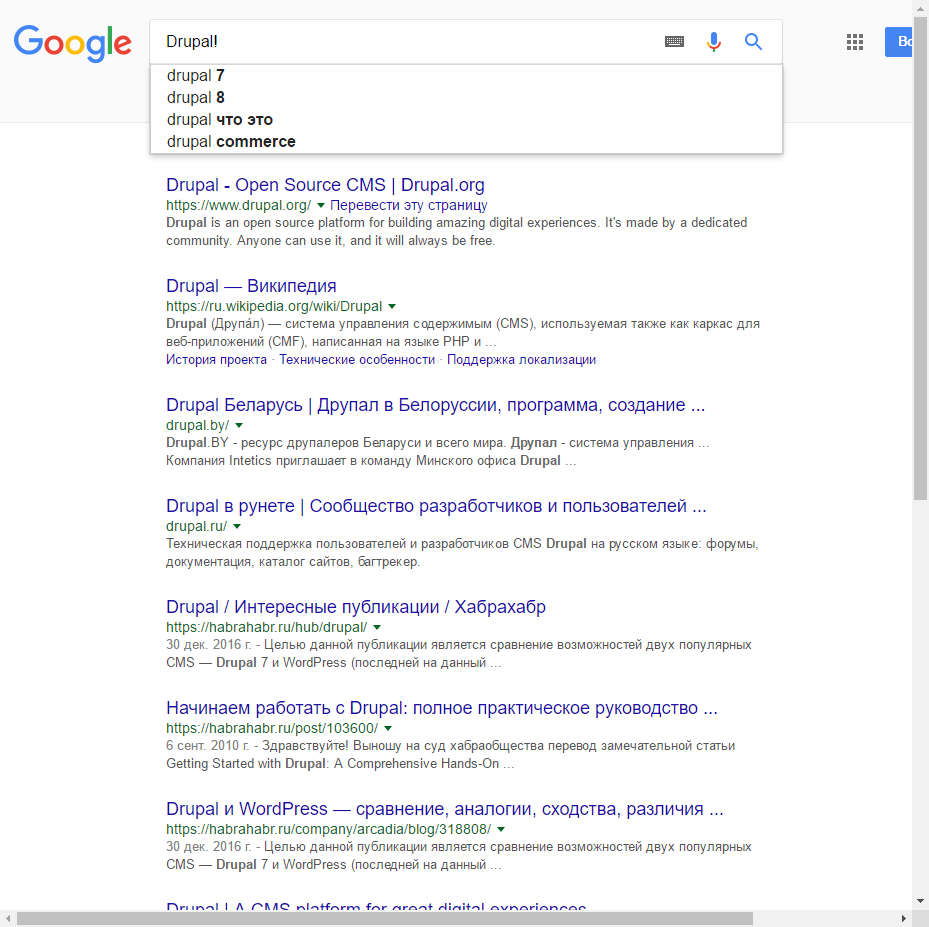 Google
Drupal!
Вс
drupal 7
drupal 8
drupal что это
drupal commerce
Drupal - Open Source CMS | Drupal.org
https://www.drupal.org/ Перевести эту страницу
Drupal is an open source platform for building amazing digital experiences. It's made by a dedicated
community. Anyone can use it, and it will always be free.
Drupal — Википедия
https://ru.wikipedia.org/wiki/Drupal
Drupal (Друпáл) — система управления содержимым (CMS), используемая также как каркас для
веб-приложений (CMF), написанная на языке PHP и ...
История проекта · Технические особенности · Поддержка локализации
Drupal Беларусь | Друпал в Белоруссии, программа, создание ...
drupal.by/
Drupal.BY - ресурс друпалеров Беларуси и всего мира. Друпал - система управления ...
Компания Intetics приглашает в команду Минского офиса Drupal ...
Drupal в рунете | Сообщество разработчиков и пользователей ...
drupal.ru/
Техническая поддержка пользователей и разработчиков CMS Drupal на русском языке: форумы,
документация, каталог сайтов, багтрекер.
Drupal / Интересные публикации / Хабрахабр
https://habrahabr.ru/hub/drupal/
30 дек. 2016 г. - Целью данной публикации является сравнение возможностей двух популярных
CMS — Drupal 7 и WordPress (последней на данный ...
Начинаем работать с Drupal: полное практическое руководство ...
https://habrahabr.ru/post/103600/
6 сент. 2010 г. - Здравствуйте! Выношу на суд хабраобщества перевод замечательной статьи
Getting Started with Drupal: A Comprehensive Hands-On ...
Drupal и WordPress — сравнение, аналогии, сходства, различия ...
https://habrahabr.ru/company/arcadia/blog/318808/
30 дек. 2016 г. - Целью данной публикации является сравнение возможностей двух популярных
CMS — Drupal 7 и WordPress (последней на данный ...
Drupal | A CMS platform for great digital experiences